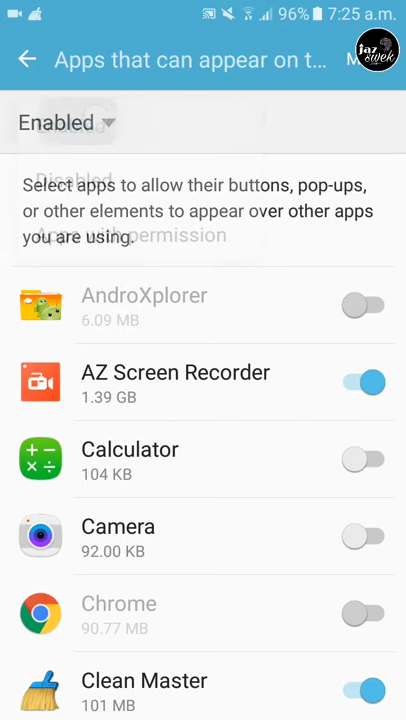 96% 7:25 a.m.
Apps that can appear on t...
M
jaz
swek
Enabled
Enabled
Disabled
Apps with permission
Select apps to allow their buttons, pop-ups,
or other elements to appear over other apps
you are using.
AndroXplorer
6.09 MB
AZ Screen Recorder
1.39 GB
Calculator
104 KB
Camera
92.00 KB
Chrome
90.77 MB
Clean Master
101 MB